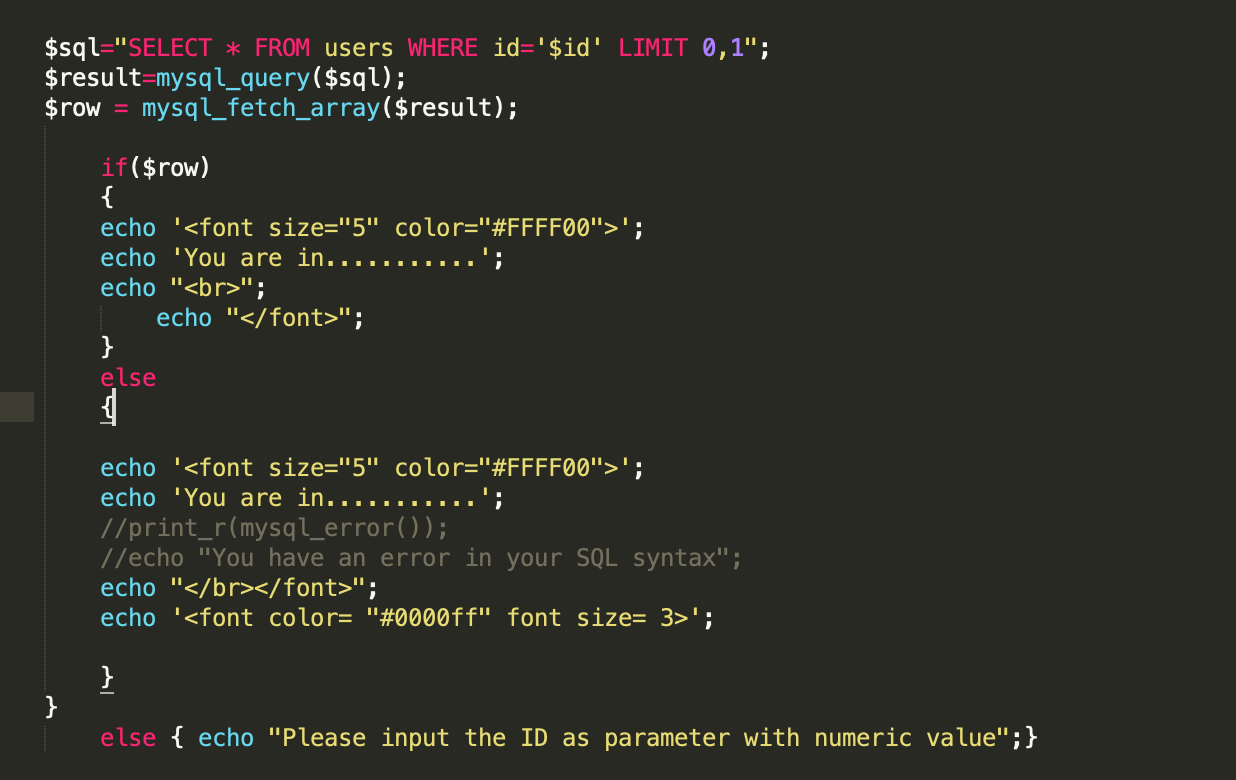 $sql="SELECT * FROM users WHERE id='$id' LIMIT 0,1";
$result=mysql_query($sql);
$row = mysql_fetch_array($result);
if($row)
{
echo '<font size="5" color="#FFFF00">';
echo 'You are in...........';
echo "<br>";
echo "</font>";
}
else
{
echo '<font size="5" color="#FFFF00">';
echo 'You are in...........';
//print_r(mysql_error());
//echo "You have an error in your SQL syntax";
echo "</br></font>";
echo '<font color= "#0000ff" font size= 3>';
}
}
else { echo "Please input the ID as parameter with numeric value";}